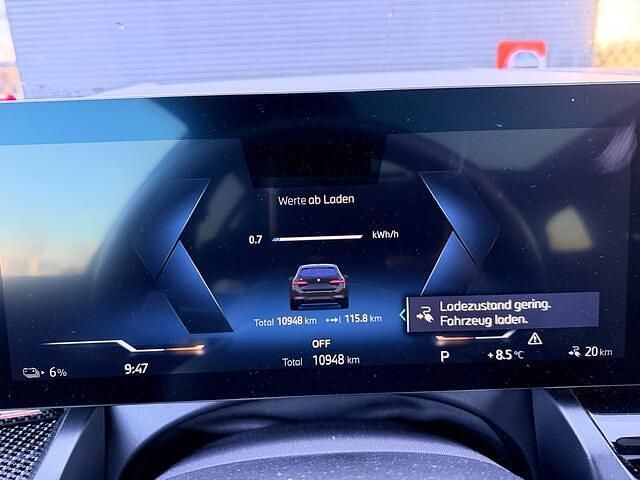 Werte ab Laden
0.7 kWh/h
Total 10948 km 115.8 km
Ladezustand gering.
Fahrzeug laden.
OFF
6%
9:47
Total 10948 km
P
+8.5°C
20 km